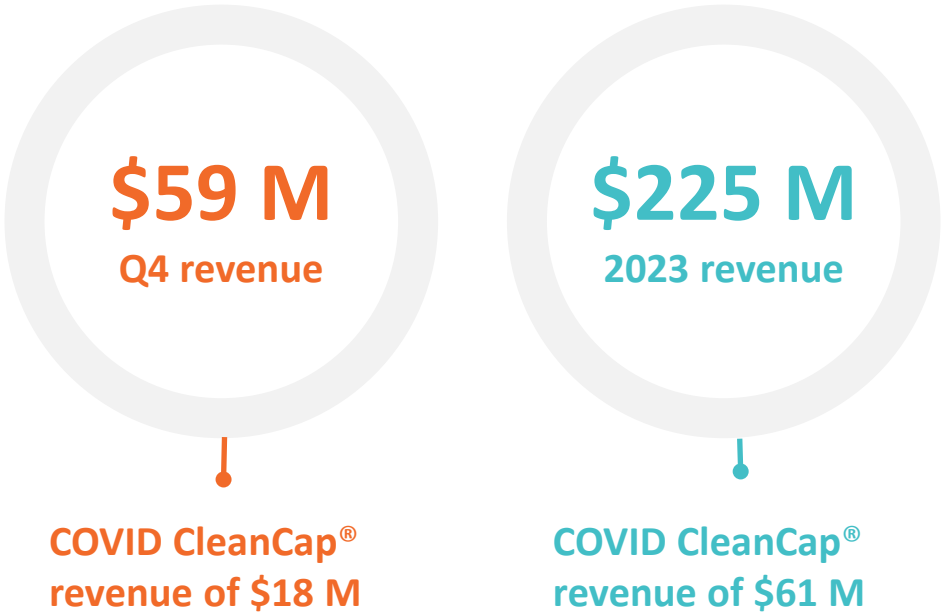 $59 M
Q4 revenue
$225 M
2023 revenue
COVID CleanCap®
revenue of $18 M
COVID CleanCap®
revenue of $61 M